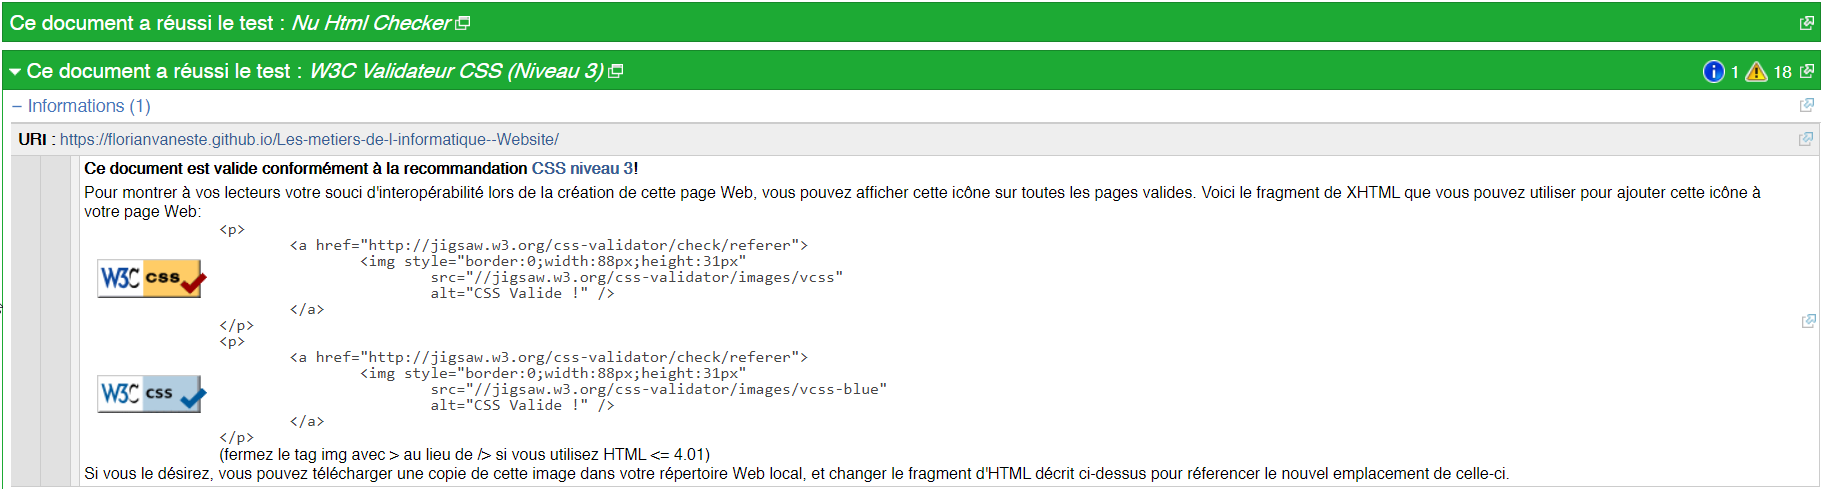 Ce document a réussi le test : Nu Html Checker
Ce document a réussi le test : W3C Validateur CSS (Niveau 3) 1 18
− Informations (1)
URI : https://florianvaneste.github.io/Les-metiers-de-l-informatique--Website/
Ce document est valide conformément à la recommandation CSS niveau 3!
Pour montrer à vos lecteurs votre souci d'interopérabilité lors de la création de cette page Web, vous pouvez afficher cette icône sur toutes les pages valides. Voici le fragment de XHTML que vous pouvez utiliser pour ajouter cette icône à
votre page Web:
<p>
<a href="http://jigsaw.w3.org/css-validator/check/referer">
<img style="border:0;width:88px;height:31px"
W3C css
src="//jigsaw.w3.org/css-validator/images/vcss"
alt="CSS Valide !" />
</a>
</p>
<p>
<a href="http://jigsaw.w3.org/css-validator/check/referer">
<img style="border:0;width:88px;height:31px"
W3C css
src="//jigsaw.w3.org/css-validator/images/vcss-blue"
alt="CSS Valide !" />
</a>
</p>
(fermez le tag img avec > au lieu de /> si vous utilisez HTML <= 4.01)
Si vous le désirez, vous pouvez télécharger une copie de cette image dans votre répertoire Web local, et changer le fragment d'HTML décrit ci-dessus pour réferencer le nouvel emplacement de celle-ci.